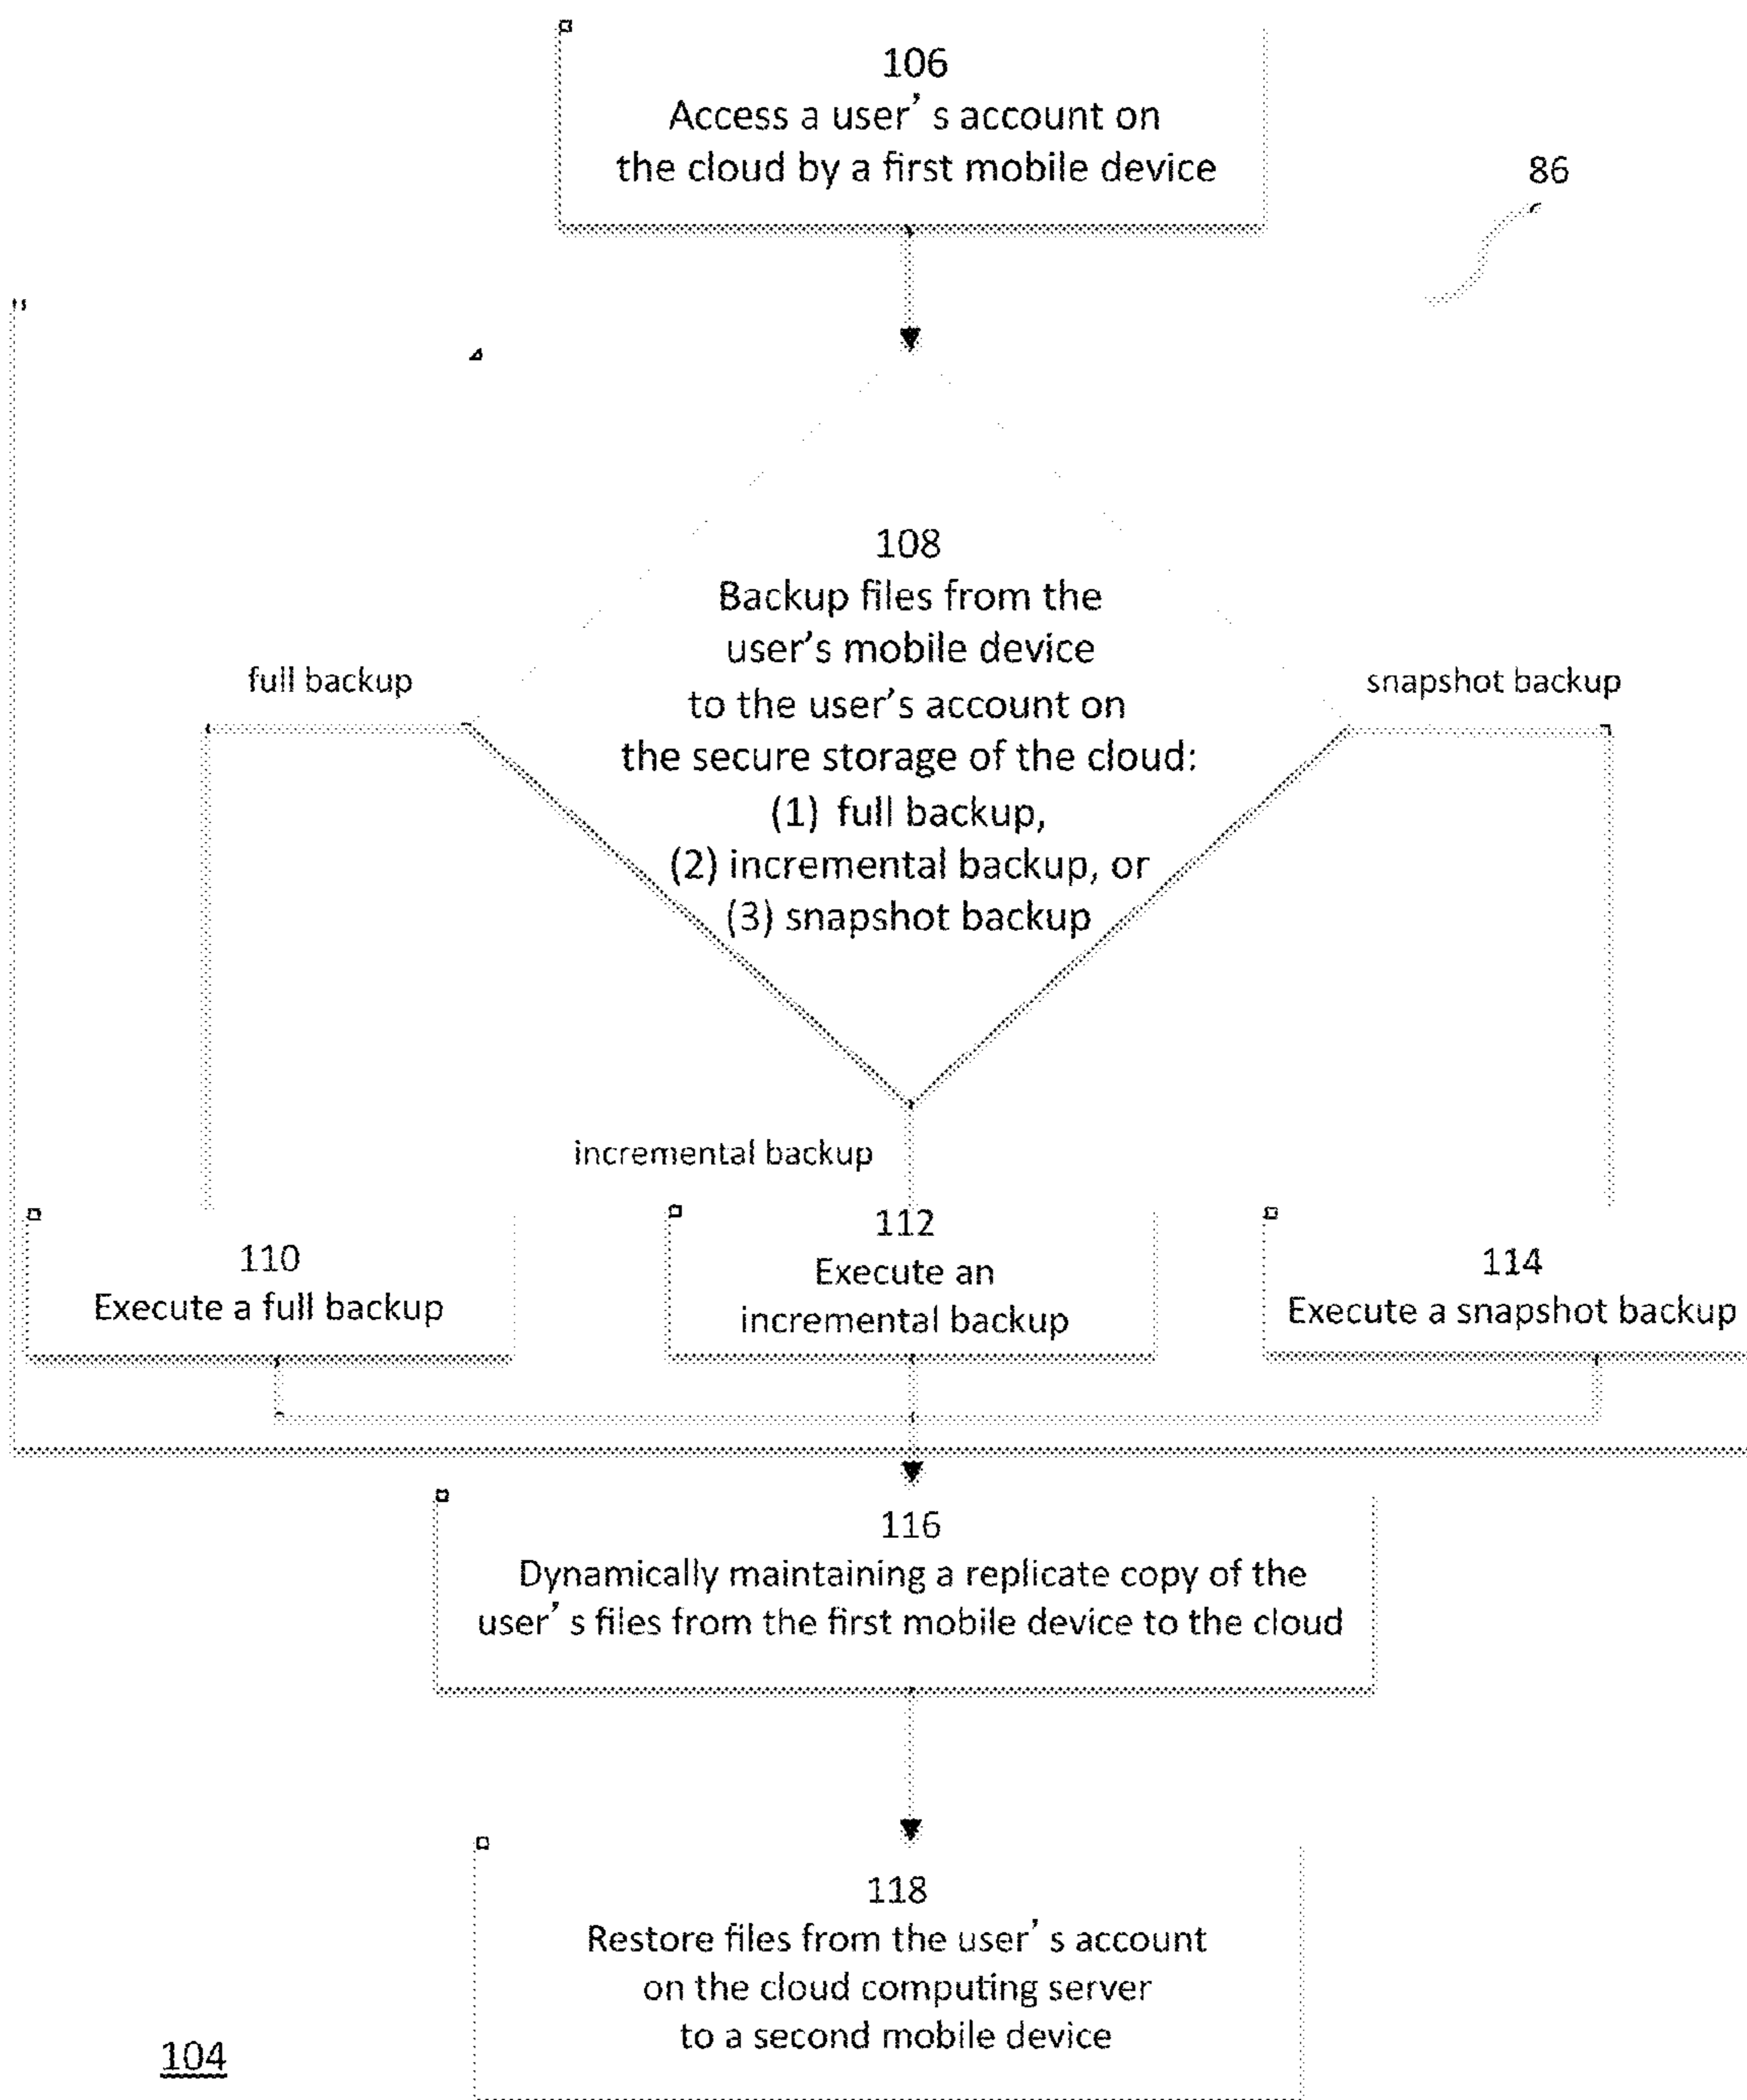 106
Access a user’ s account on
the cloud by a first mobile device
86
108
Backup files from the
user’s mobile device
to the user’s account on
the secure storage of the cloud:
(1) full backup,
(2) incremental backup, or
(3) snapshot backup
full backup
snapshot backup
incremental backup
110
Execute a full backup
112
Execute an
incremental backup
114
Execute a snapshot backup
116
Dynamically maintaining a replicate copy of the
user’ s files from the first mobile device to the cloud
118
Restore files from the user’ s account
on the cloud computing server
to a second mobile device
104